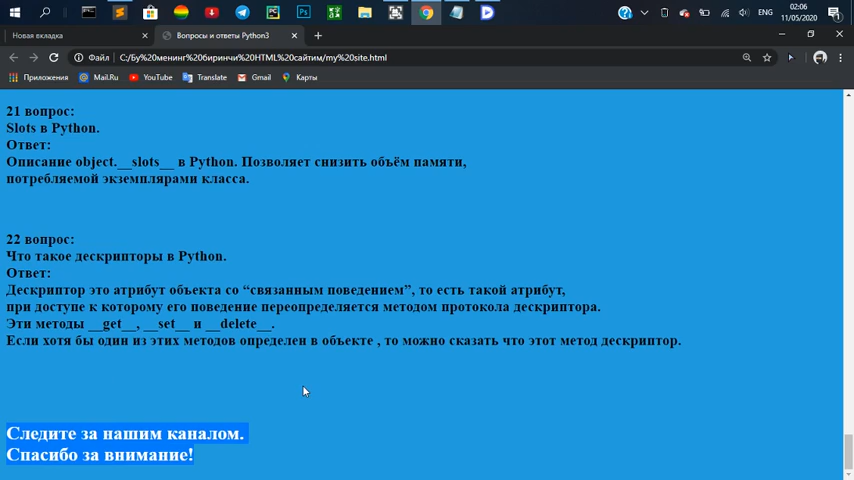 02:06
ENG
11/05/2020
Новая вкладка
Вопросы и ответы Python3
Файл
C:/Бу%20менинг%20биринчи%20HTML%20сайтим/my%20site.html
Приложения
Mail.Ru
YouTube
Translate
Gmail
Карты
21 вопрос:
Slots в Python.
Ответ:
Описание object.__slots__ в Python. Позволяет снизить объём памяти,
потребляемой экземплярами класса.
22 вопрос:
Что такое дескрипторы в Python.
Ответ:
Дескриптор это атрибут объекта со “связанным поведением”, то есть такой атрибут,
при доступе к которому его поведение переопределяется методом протокола дескриптора.
Эти методы __get__, __set__ и __delete__.
Если хотя бы один из этих методов определен в объекте , то можно сказать что этот метод дескриптор.
Следите за нашим каналом.
Спасибо за внимание!